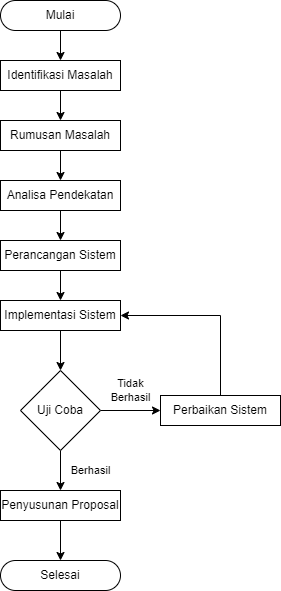 Mulai
Identifikasi Masalah
Rumusan Masalah
Analisa Pendekatan
Perancangan Sistem
Implementasi Sistem
Tidak
Berhasil
Uji Coba
Perbaikan Sistem
Berhasil
Penyusunan Proposal
Selesai